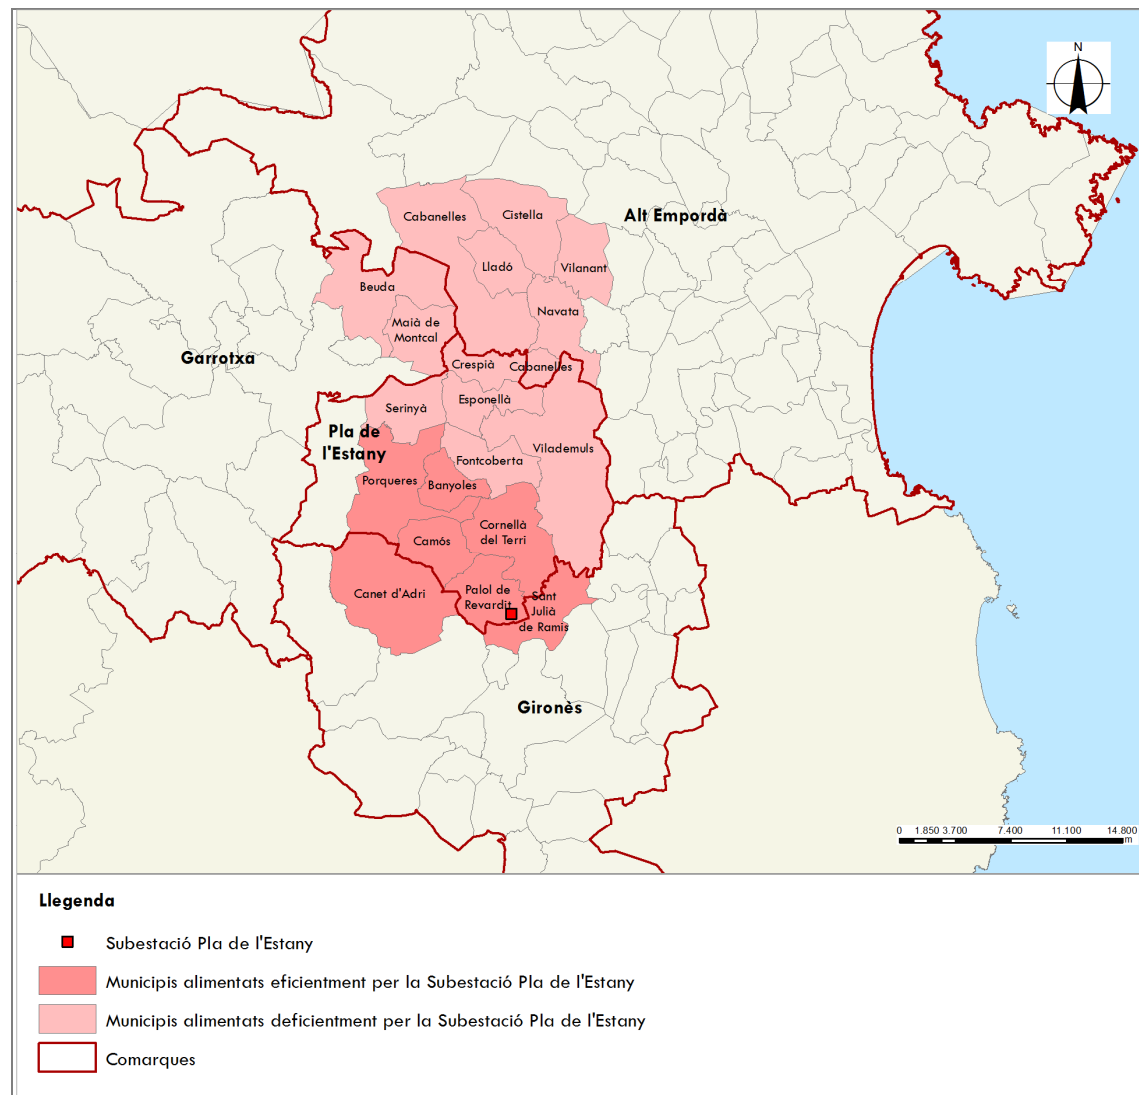 N
Cabanelles
Cistella
Alt Empordà
Lladó
Vilanant
Beuda
Navata
Maià de
Montcal
Garrotxa
Crespià
Cabanelles
Esponellà
Serinyà
Pla de
l'Estany
Vilademuls
Fontcoberta
Porqueres
Banyoles
Cornellà
del Terri
Camós
Canet d'Adri
Palol de
Revardit
Sant
Julià
de Ramis
Gironès
0 1.850 3.700 7.400 11.100 14.800
m
Llegenda
Subestació Pla de l'Estany
Municipis alimentats eficientment per la Subestació Pla de l'Estany
Municipis alimentats deficientment per la Subestació Pla de l'Estany
Comarques